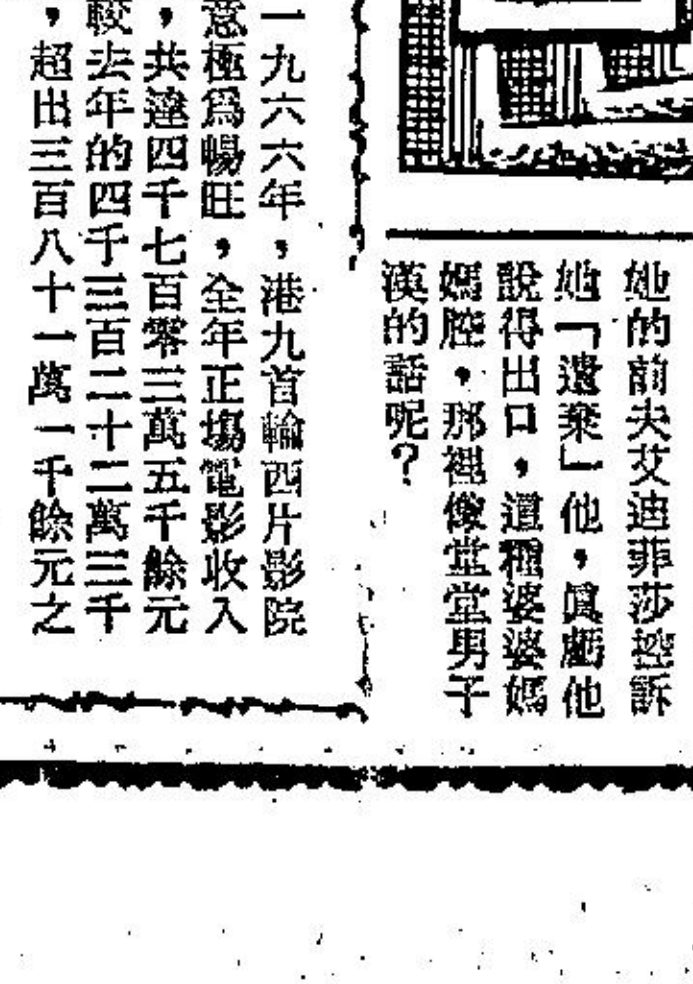 她的前夫艾迪菲莎控訴
她「遺棄」他，眞虧他
說得出口，這種婆婆媽
媽腔，那裡像堂堂男子
漢的話呢？
一九六六年，港九首輪西片影院
意極爲暢旺，全年正塲電影收入
，共達四千七百零三萬五千餘元
較去年的四千三百二十二萬三千
，超出三百八十一萬一千餘元之